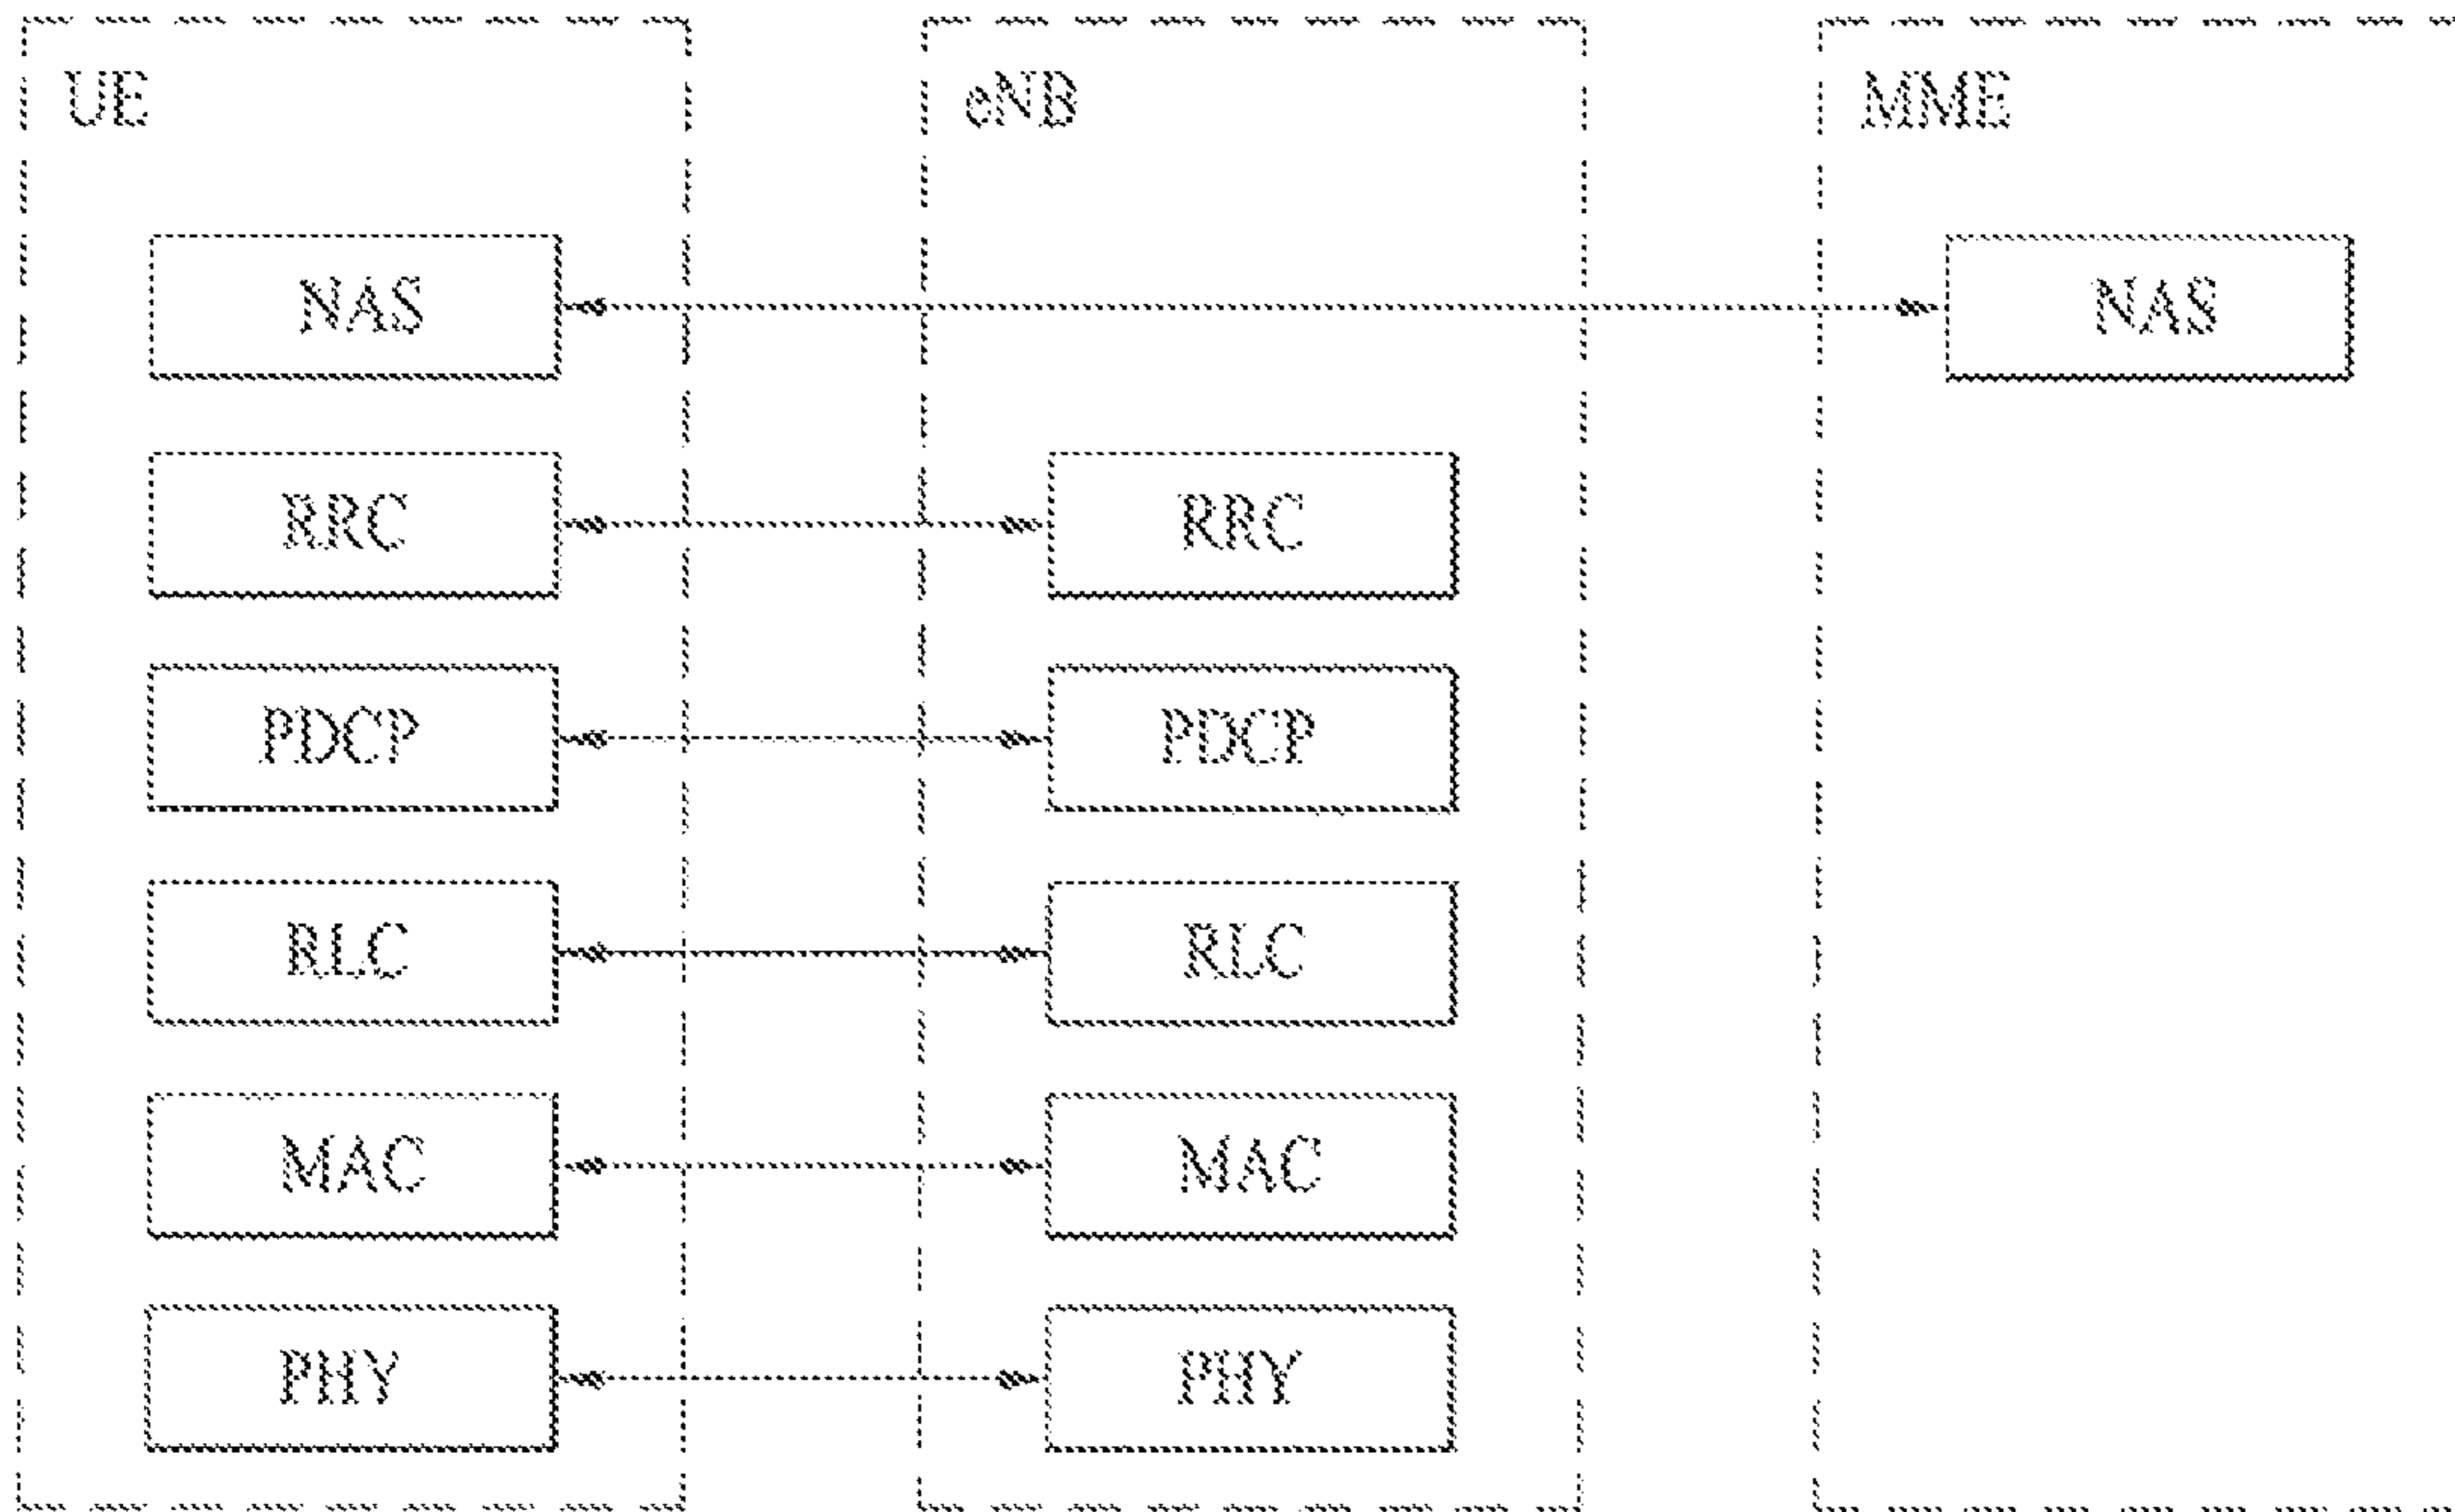 UE eNB MME
NAS NAS
RRC RRC
PDCP PDCP
RLC RLC
MAC MAC
PHY PHY